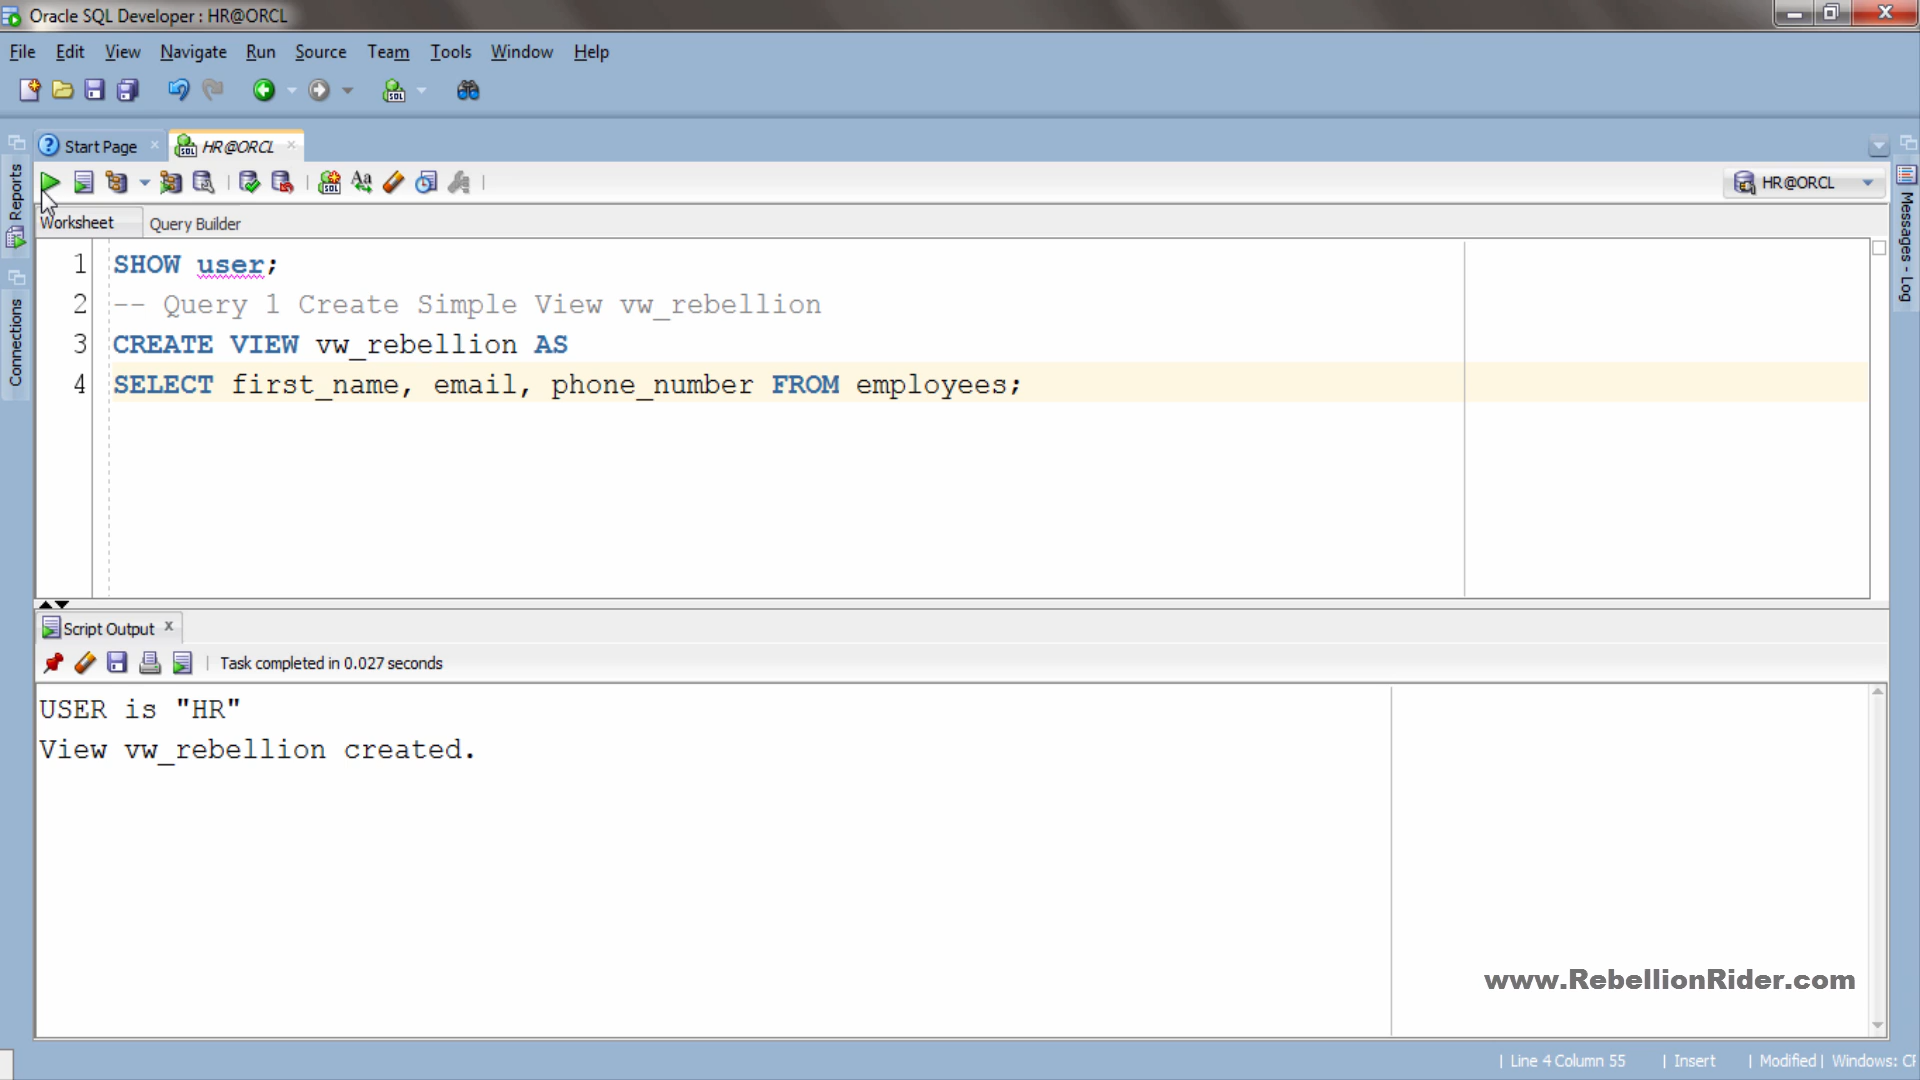 Oracle SQL Developer : HR@ORCL
File Edit View Navigate Run Source Team Tools Window Help
Start Page
HR@ORCL
HR@ORCL
Worksheet
Query Builder
1 SHOW user;
2 -- Query 1 Create Simple View vw_rebellion
3 CREATE VIEW vw_rebellion AS
4 SELECT first_name, email, phone_number FROM employees;
Reports
Connections
Messages - Log
Script Output
Task completed in 0.027 seconds
USER is "HR"
View vw_rebellion created.
www.RebellionRider.com
| Line 4 Column 55 | Insert | Modified | Windows: CF